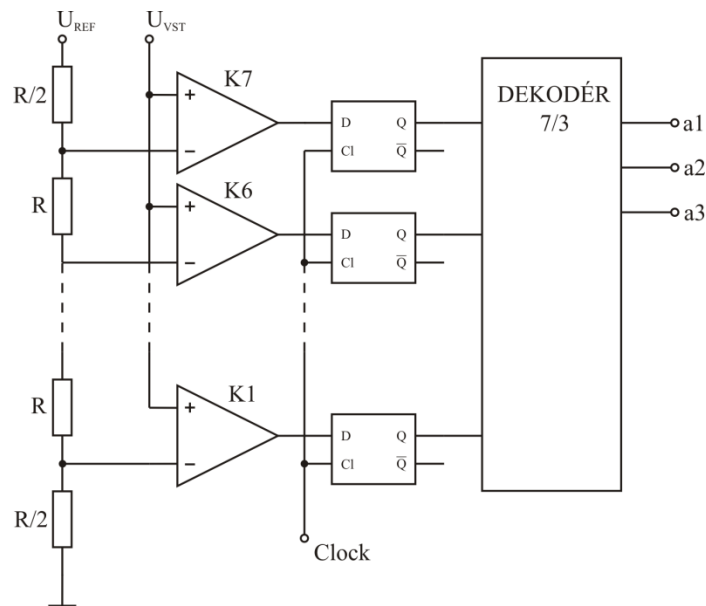 U_REF
U_VST
R/2
K7
+
−
D
Q
Cl
Q̅
DEKODÉR
7/3
a1
a2
a3
R
K6
+
−
D
Q
Cl
Q̅
R
K1
+
−
D
Q
Cl
Q̅
R/2
Clock